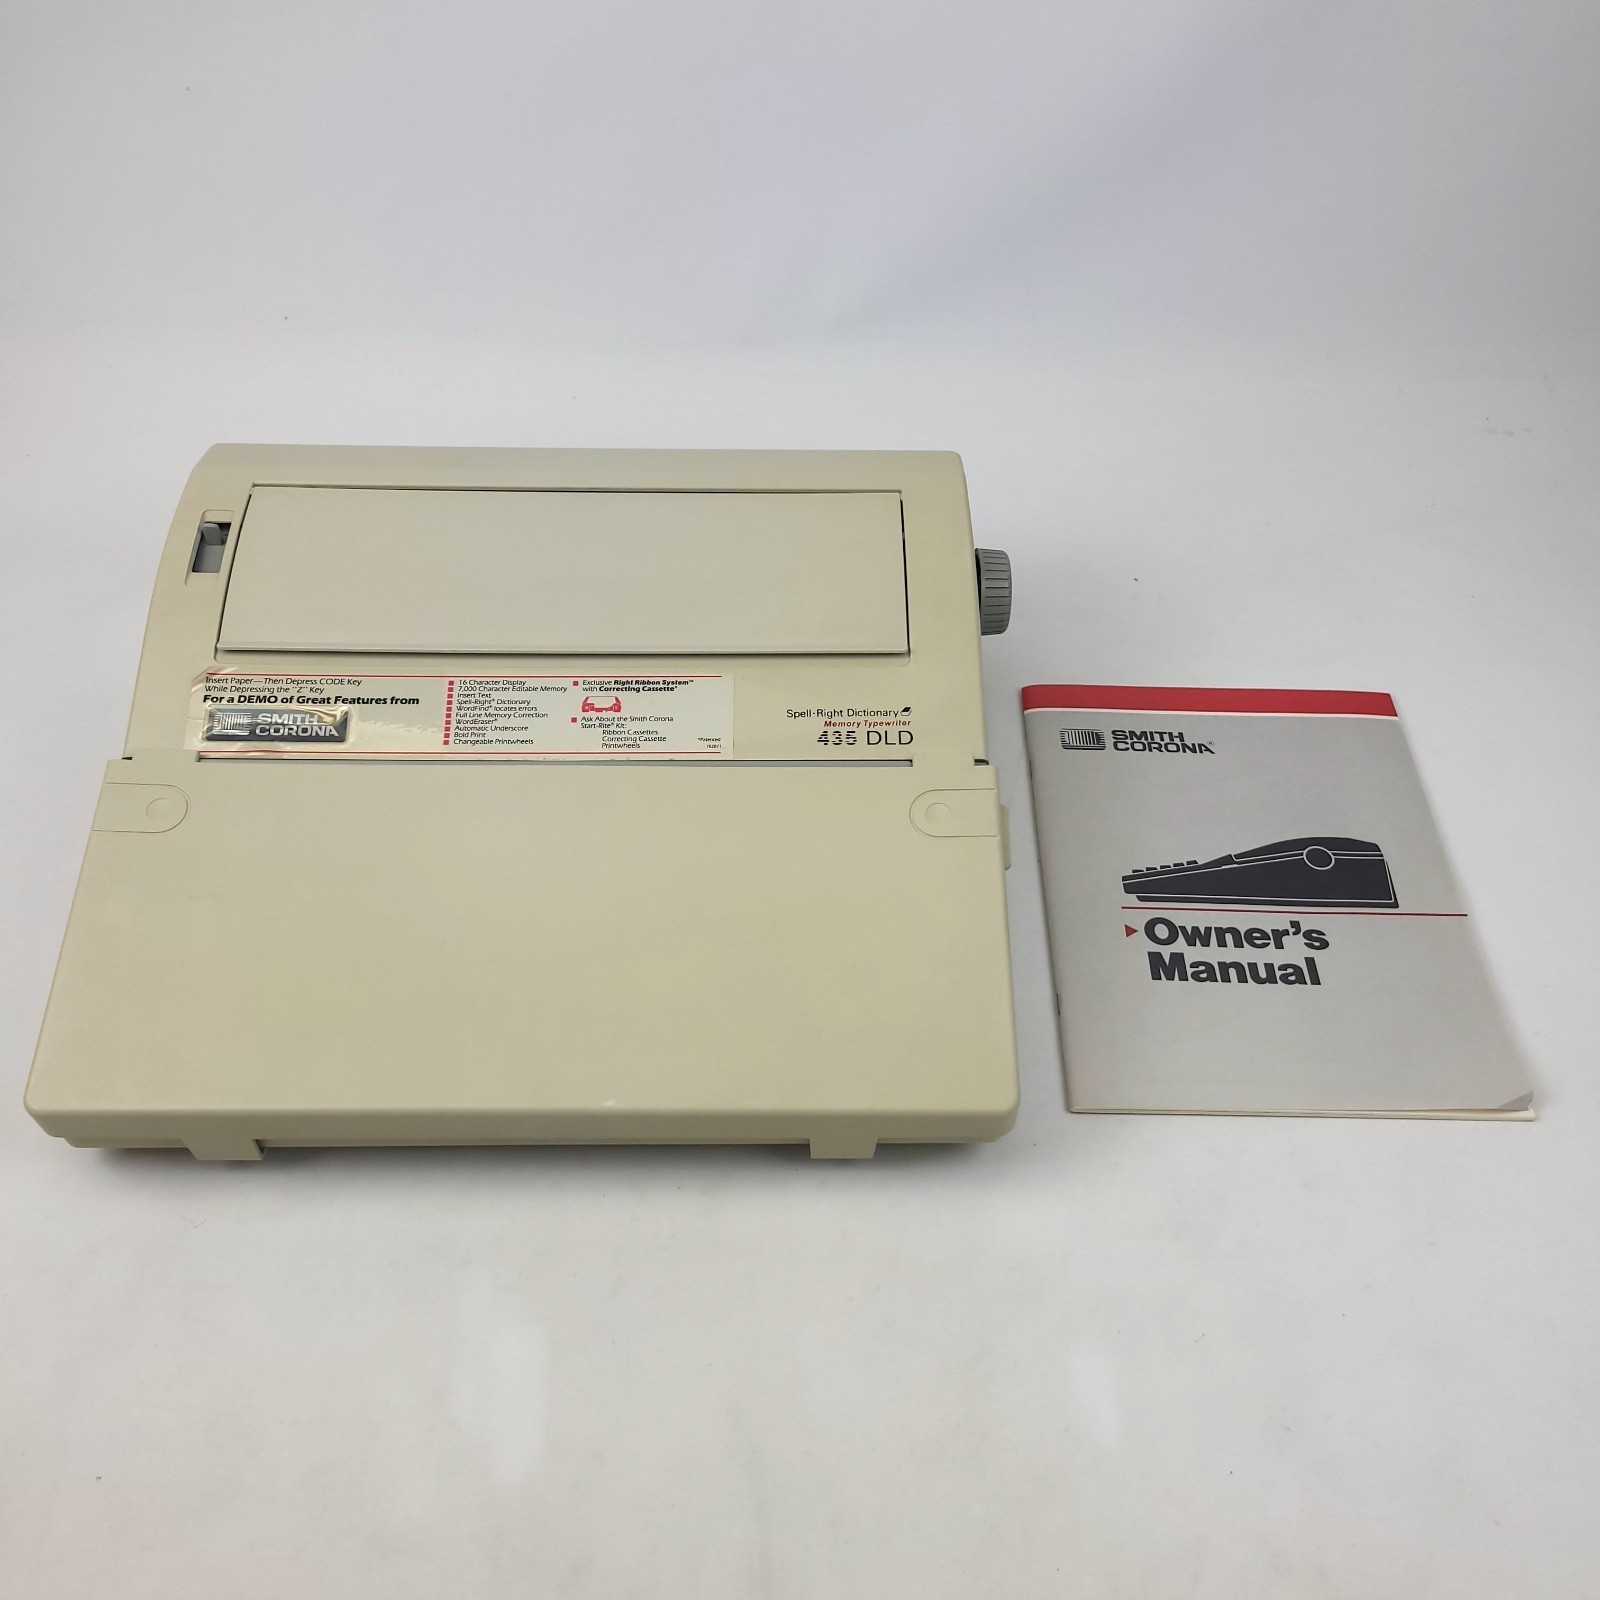 Insert Paper—Then Depress CODE Key
While Depressing the "Z" Key
For a DEMO of Great Features from
SMITH
CORONA
16 Character Display
7,000 Character Editable Memory
Insert Text
Spell-Right® Dictionary
WordFind® locates errors
Full Line Memory Correction
WordEraser®
Automatic Underscore
Bold Print
Changeable Printwheels
Exclusive Right Ribbon System™
with Correcting Cassette*
Ask About the Smith Corona
Start-Rite® Kit:
Ribbon Cassettes
Correcting Cassette
Printwheels
*Patented
Spell-Right Dictionary
Memory Typewriter
435 DLD
SMITH
CORONA®
Owner's
Manual